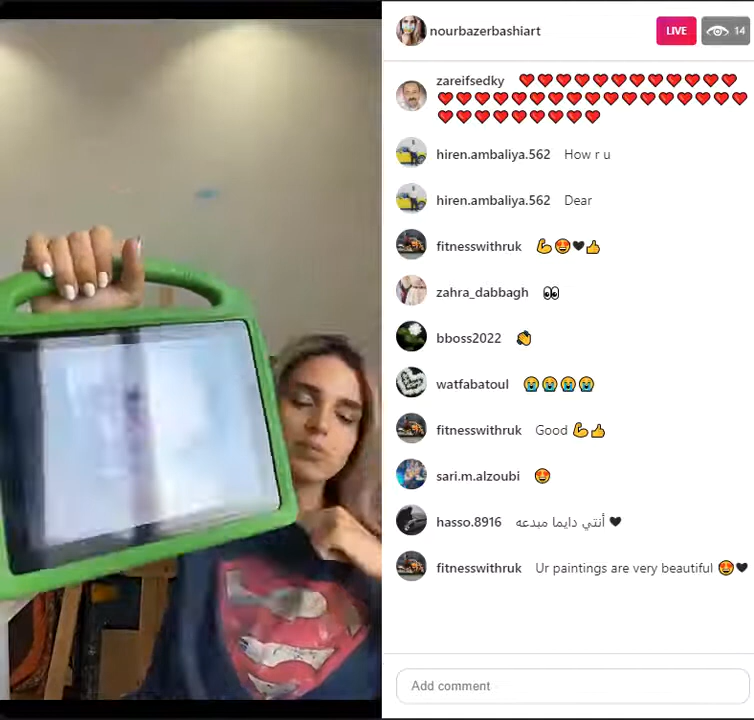 nourbazerbashiart
LIVE
14
zareifsedky ❤❤❤❤❤❤❤❤❤❤❤❤
❤❤❤❤❤❤❤❤❤❤❤❤❤❤❤❤❤
❤❤❤❤❤❤❤❤❤
hiren.ambaliya.562 How r u
hiren.ambaliya.562 Dear
fitnesswithruk 💪😍🖤👍
zahra_dabbagh 👀
bboss2022 👏
watfabatoul 😭😭😭😭
fitnesswithruk Good 💪👍
sari.m.alzoubi 😍
hasso.8916 أنتي دايما مبدعه 🖤
fitnesswithruk Ur paintings are very beautiful 😍🖤
Add comment